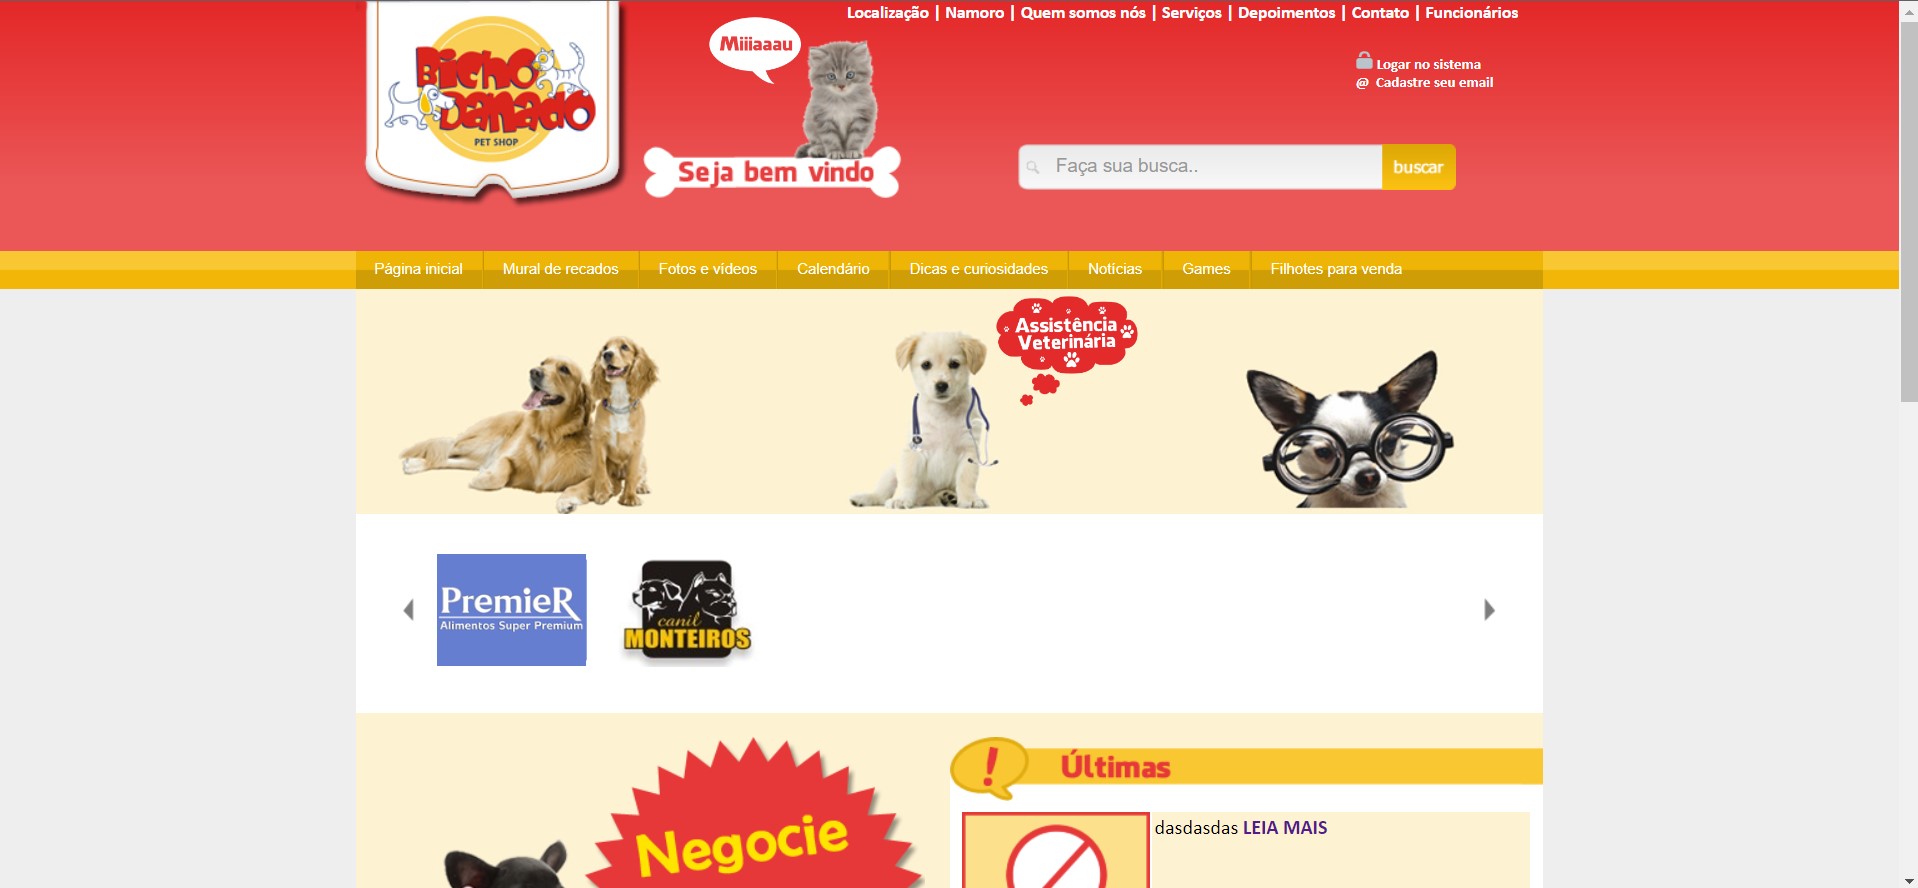 Localização | Namoro | Quem somos nós | Serviços | Depoimentos | Contato | Funcionários
Bicho
Danado
PET SHOP
Miiiaaau
Seja bem vindo
Logar no sistema
@ Cadastre seu email
Faça sua busca..
buscar
Página inicial
Mural de recados
Fotos e vídeos
Calendário
Dicas e curiosidades
Notícias
Games
Filhotes para venda
Assistência
Veterinária
PremieR
Alimentos Super Premium
canil
MONTEIROS
Negocie
!
Últimas
dasdasdas LEIA MAIS